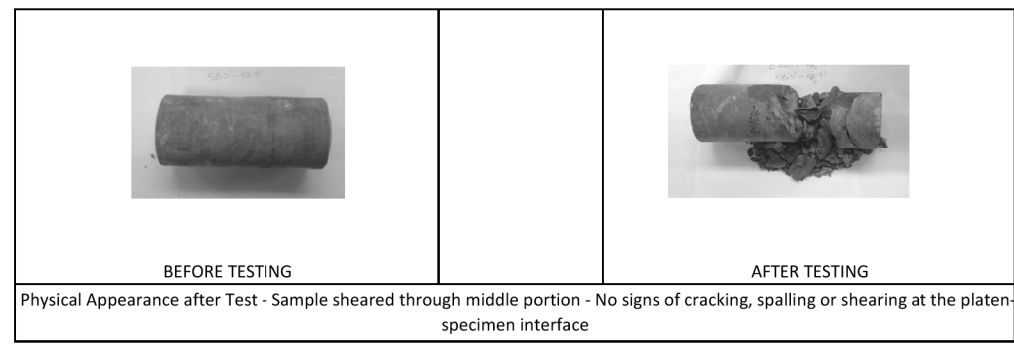 BEFORE TESTING
AFTER TESTING
Physical Appearance after Test - Sample sheared through middle portion - No signs of cracking, spalling or shearing at the platen-
specimen interface